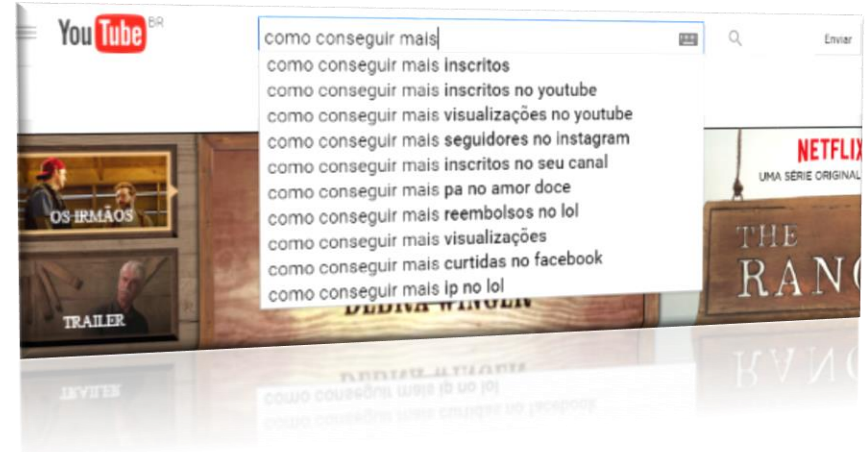 YouTube BR
como conseguir mais
Enviar
como conseguir mais inscritos
como conseguir mais inscritos no youtube
como conseguir mais visualizações no youtube
como conseguir mais seguidores no instagram
como conseguir mais inscritos no seu canal
como conseguir mais pa no amor doce
como conseguir mais reembolsos no lol
como conseguir mais visualizações
como conseguir mais curtidas no facebook
como conseguir mais ip no lol
OS IRMÃOS
TRAILER
DEBRA WINGER
NETFLIX
UMA SÉRIE ORIGINAL
THE
RANC